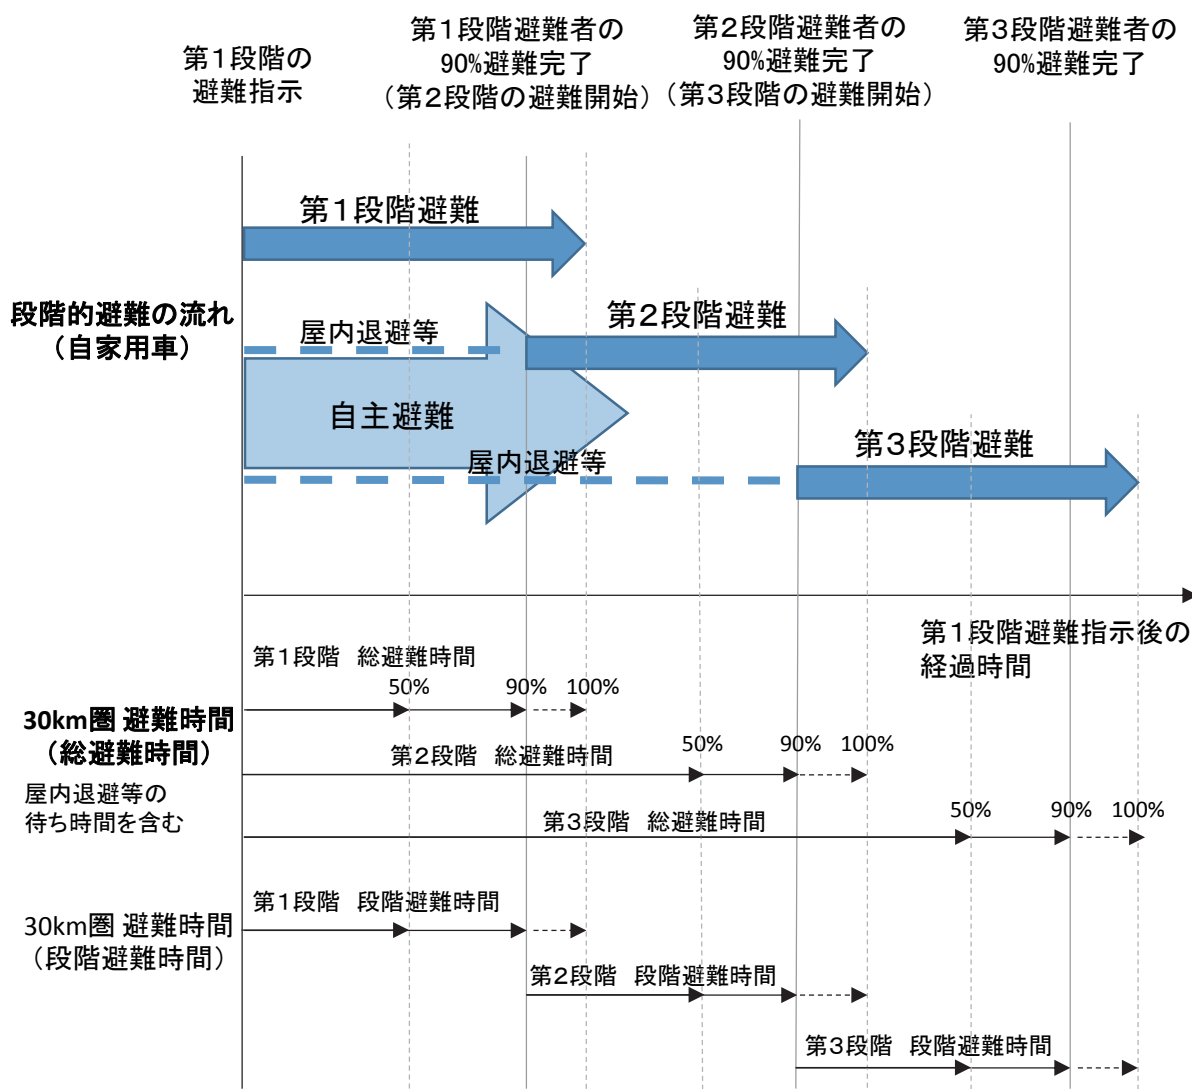 第1段階の
避難指示
第1段階避難者の
90%避難完了
（第2段階の避難開始）
第2段階避難者の
90%避難完了
（第3段階の避難開始）
第3段階避難者の
90%避難完了
第1段階避難
段階的避難の流れ
（自家用車）
屋内退避等
第2段階避難
自主避難
屋内退避等
第3段階避難
第1段階避難指示後の
経過時間
第1段階　総避難時間
50%
90%
100%
30km圏 避難時間
（総避難時間）
屋内退避等の
待ち時間を含む
第2段階　総避難時間
50%
90%
100%
第3段階　総避難時間
50%
90%
100%
30km圏 避難時間
（段階避難時間）
第1段階　段階避難時間
第2段階　段階避難時間
第3段階　段階避難時間